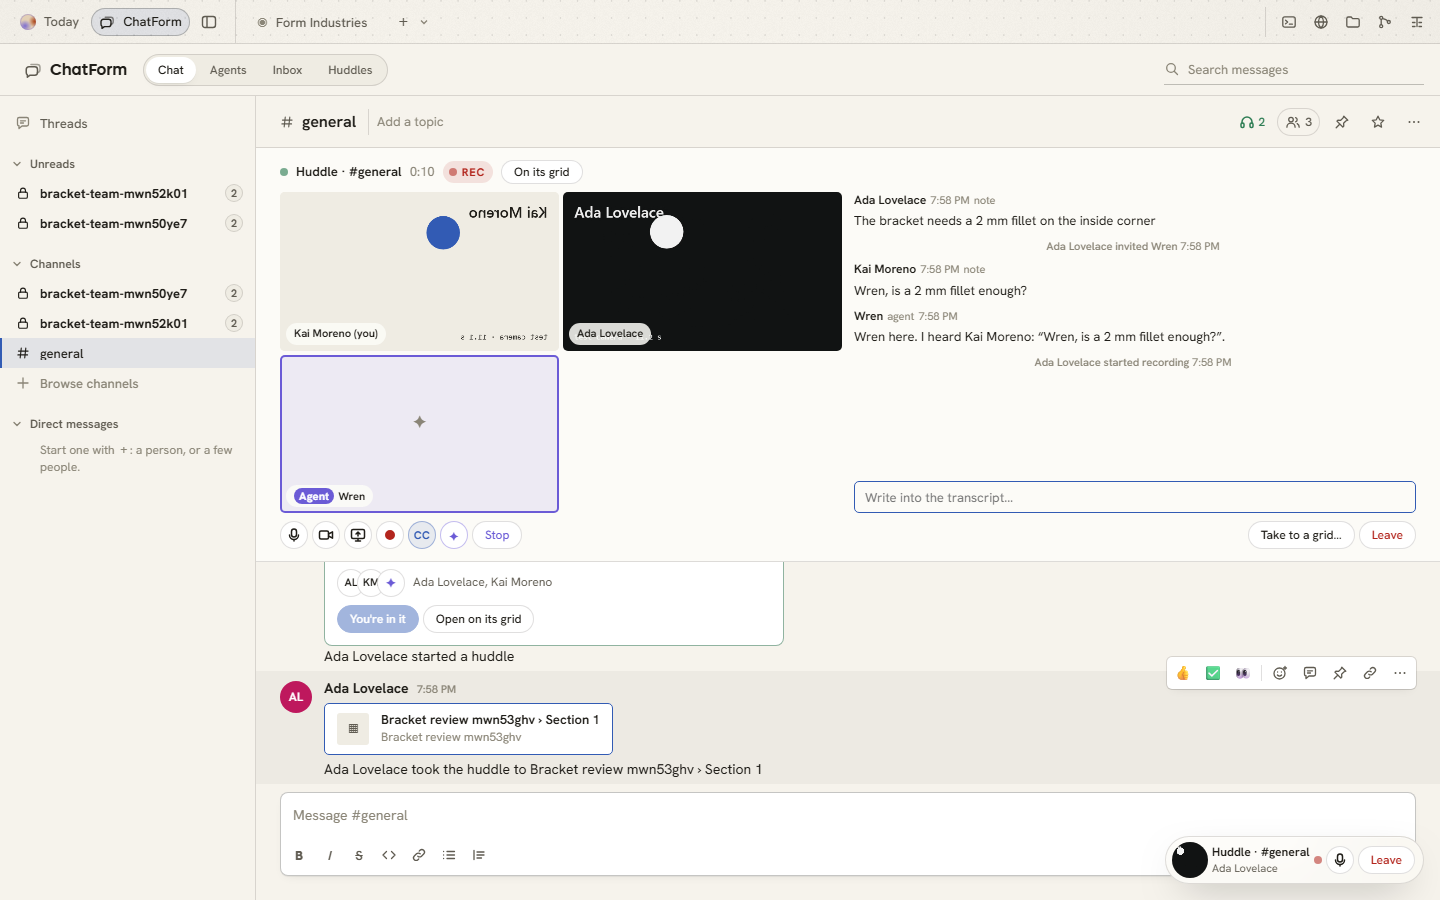 Today
ChatForm
Form Industries
ChatForm
Chat
Agents
Inbox
Huddles
Search messages
Threads
Unreads
bracket-team-mwn52k01
2
bracket-team-mwn50ye7
2
Channels
bracket-team-mwn50ye7
2
bracket-team-mwn52k01
2
# general
Browse channels
Direct messages
Start one with + : a person, or a few
people.
# general
Add a topic
2
3
Huddle · #general 0:10
REC
On its grid
Kai Moreno
Kai Moreno (you)
test camera · 11.1 s
Ada Lovelace
Ada Lovelace
s
Agent Wren
Ada Lovelace 7:58 PM note
The bracket needs a 2 mm fillet on the inside corner
Ada Lovelace invited Wren 7:58 PM
Kai Moreno 7:58 PM note
Wren, is a 2 mm fillet enough?
Wren agent 7:58 PM
Wren here. I heard Kai Moreno: “Wren, is a 2 mm fillet enough?”.
Ada Lovelace started recording 7:58 PM
Write into the transcript...
CC
Stop
Take to a grid...
Leave
AL
KM
Ada Lovelace, Kai Moreno
You're in it
Open on its grid
Ada Lovelace started a huddle
AL
Ada Lovelace 7:58 PM
Bracket review mwn53ghv › Section 1
Bracket review mwn53ghv
Ada Lovelace took the huddle to Bracket review mwn53ghv › Section 1
Message #general
B
I
S
Huddle · #general
Ada Lovelace
Leave